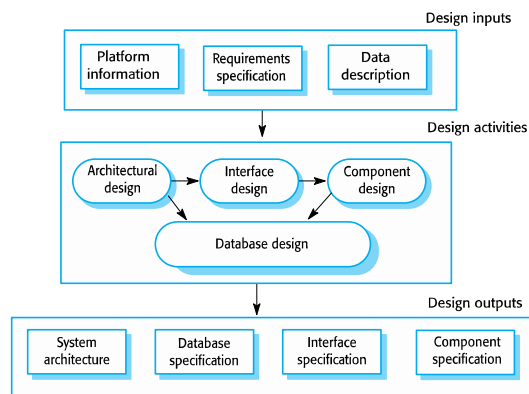 Design inputs
Platform
information
Requirements
specification
Data
description
Design activities
Architectural
design
Interface
design
Component
design
Database design
Design outputs
System
architecture
Database
specification
Interface
specification
Component
specification